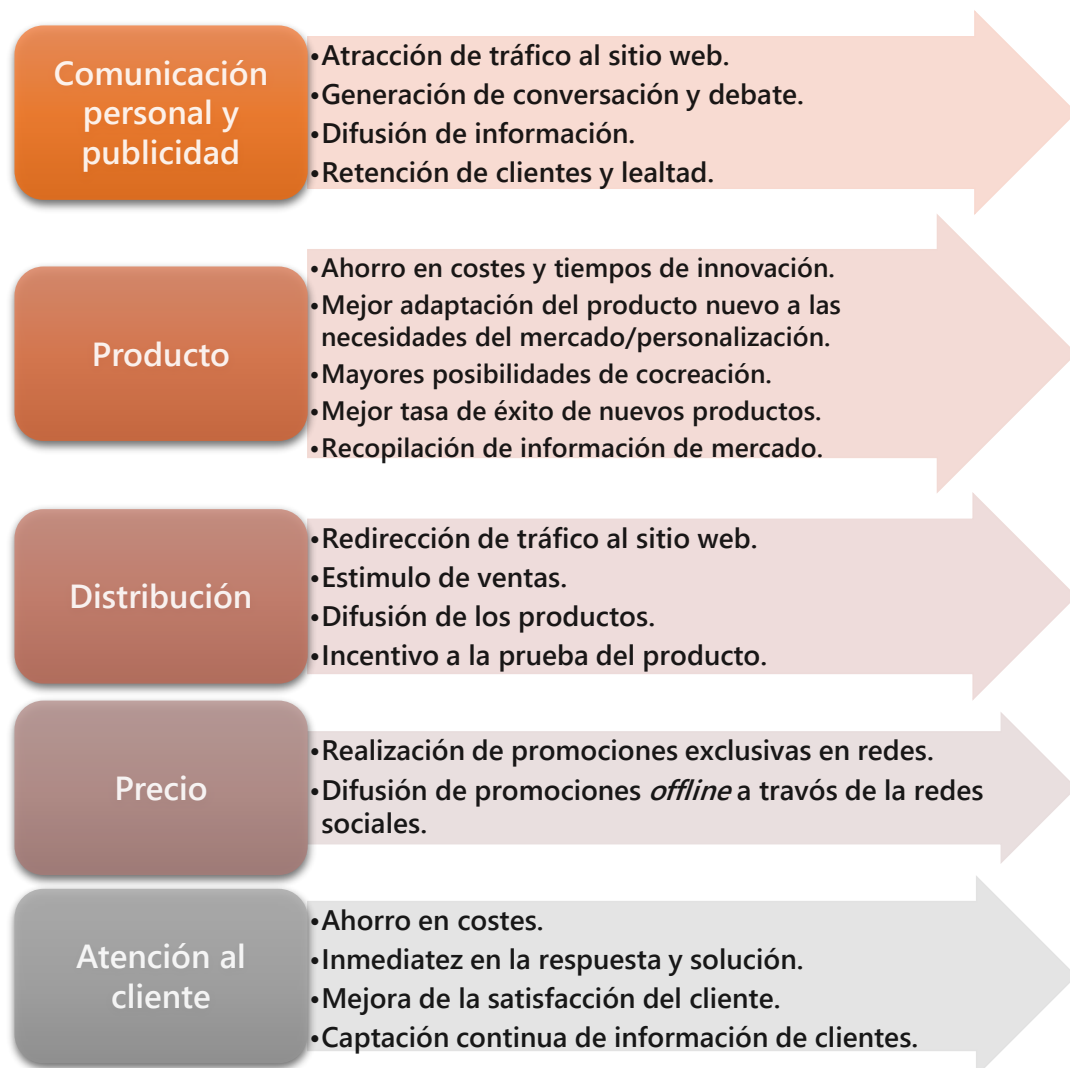 Comunicación
personal y
publicidad
•Atracción de tráfico al sitio web.
•Generación de conversación y debate.
•Difusión de información.
•Retención de clientes y lealtad.
Producto
•Ahorro en costes y tiempos de innovación.
•Mejor adaptación del producto nuevo a las
necesidades del mercado/personalización.
•Mayores posibilidades de cocreación.
•Mejor tasa de éxito de nuevos productos.
•Recopilación de información de mercado.
Distribución
•Redirección de tráfico al sitio web.
•Estimulo de ventas.
•Difusión de los productos.
•Incentivo a la prueba del producto.
Precio
•Realización de promociones exclusivas en redes.
•Difusión de promociones offline a travós de la redes
sociales.
Atención al
cliente
•Ahorro en costes.
•Inmediatez en la respuesta y solución.
•Mejora de la satisfacción del cliente.
•Captación continua de información de clientes.